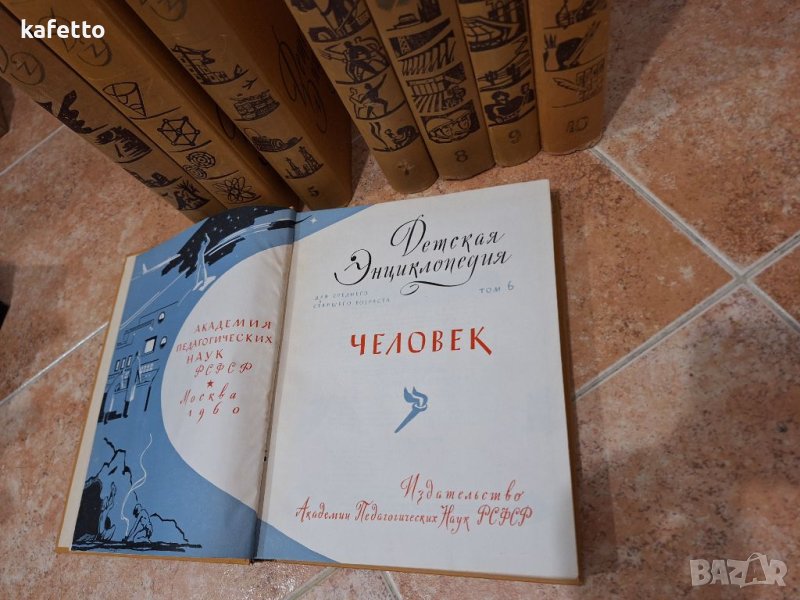 kafetto
5
7
8
9
10
АКАДЕМИЯ
ПЕДАГОГИЧЕСКИХ
НАУК
РСФСР
Москва
1960
Детская
Энциклопедия
ДЛЯ СРЕДНЕГО
СТАРШЕГО ВОЗРАСТА
ТОМ 6
ЧЕЛОВЕК
Издательство
Академии Педагогических Наук РСФСР
BAZAR